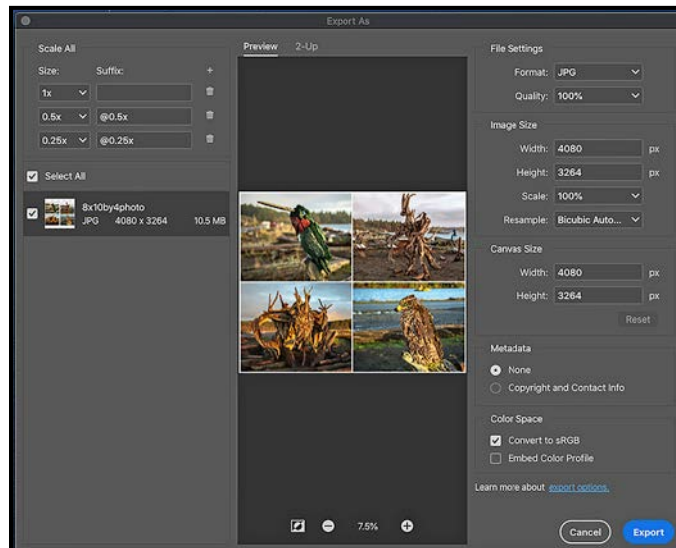 Export As
Scale All
Size: Suffix: +
1x
0.5x @0.5x
0.25x @0.25x
Select All
8x10by4photo
JPG 4080 x 3264 10.5 MB
Preview 2-Up
7.5%
File Settings
Format: JPG
Quality: 100%
Image Size
Width: 4080 px
Height: 3264 px
Scale: 100%
Resample: Bicubic Auto...
Canvas Size
Width: 4080 px
Height: 3264 px
Reset
Metadata
None
Copyright and Contact Info
Color Space
Convert to sRGB
Embed Color Profile
Learn more about export options.
Cancel Export